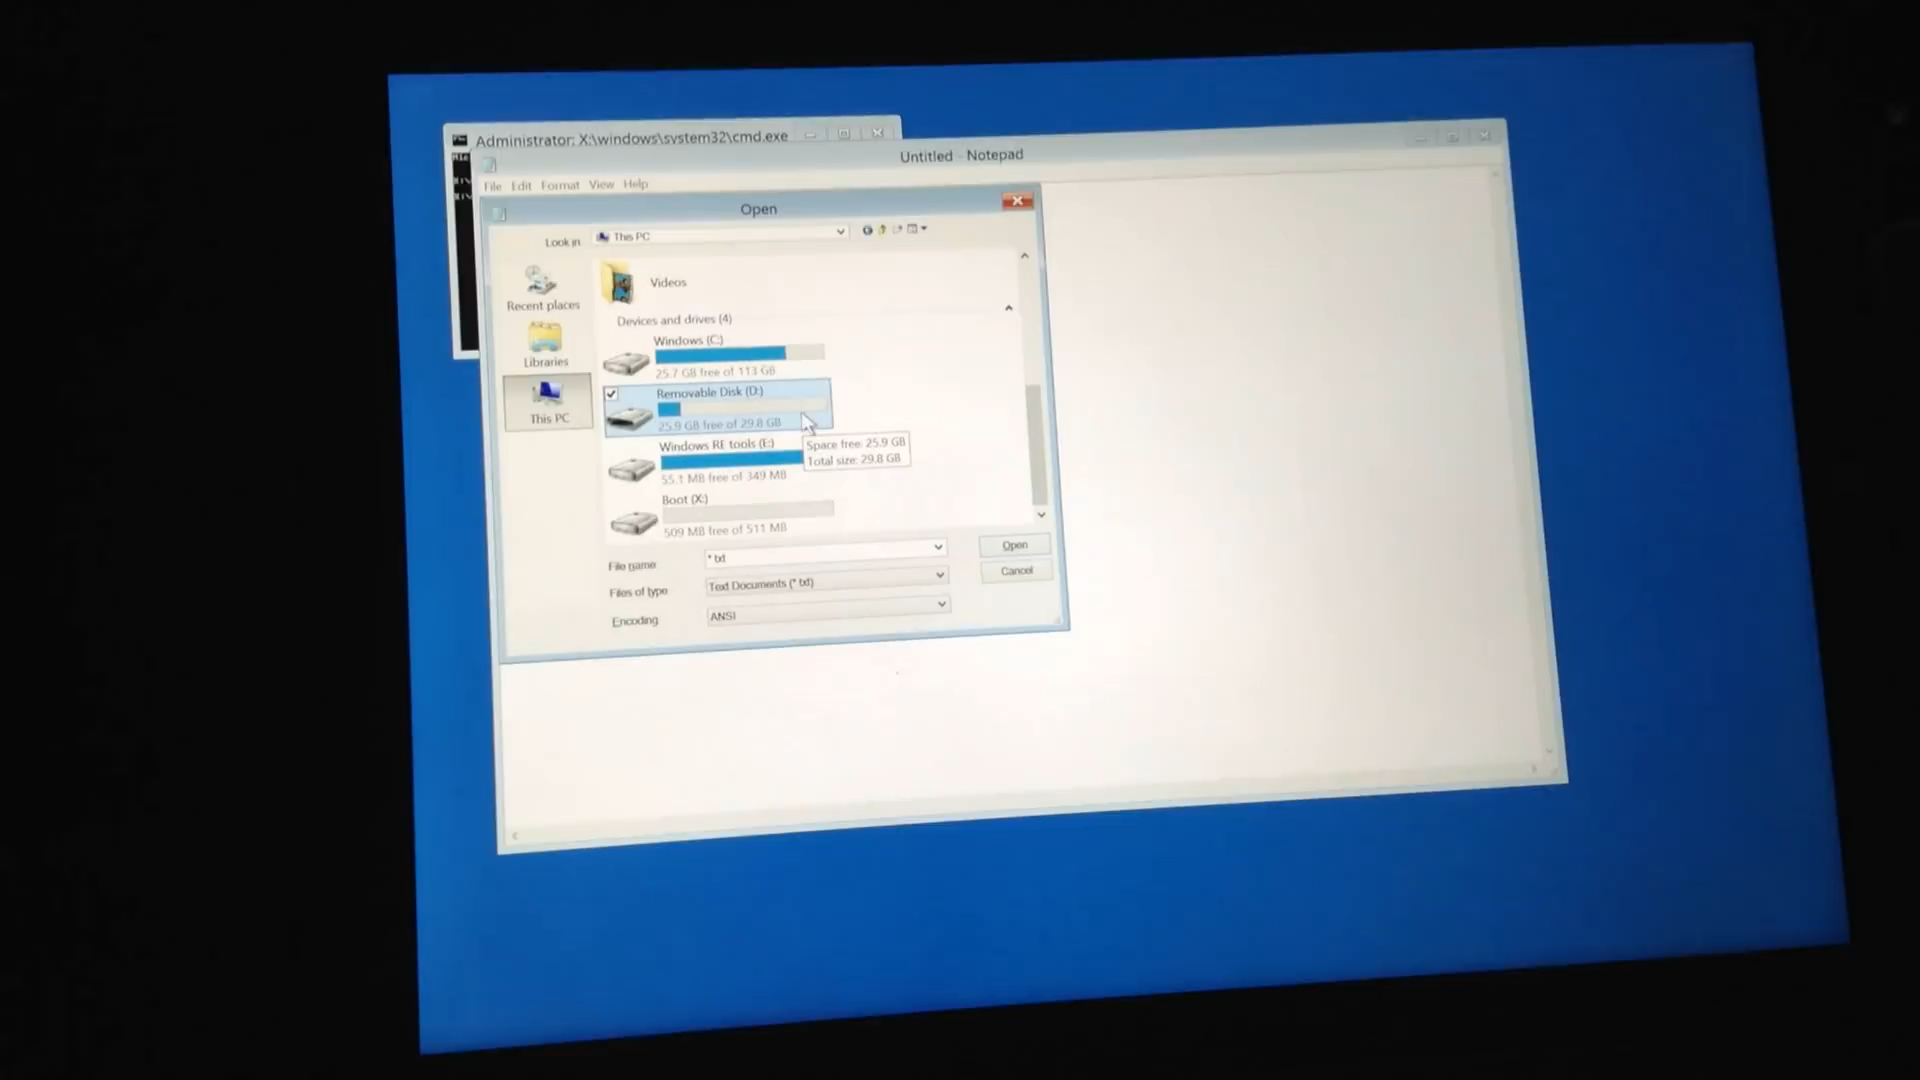 Administrator: X:\windows\system32\cmd.exe
Untitled - Notepad
File Edit Format View Help
Open
Look in
This PC
Recent places
Libraries
This PC
Videos
Devices and drives (4)
Windows (C:)
25.7 GB free of 113 GB
Removable Disk (D:)
25.9 GB free of 29.8 GB
Space free: 25.9 GB
Total size: 29.8 GB
Windows RE tools (E:)
55.1 MB free of 349 MB
Boot (X:)
509 MB free of 511 MB
File name
*.txt
Open
Files of type
Text Documents (*.txt)
Cancel
Encoding
ANSI